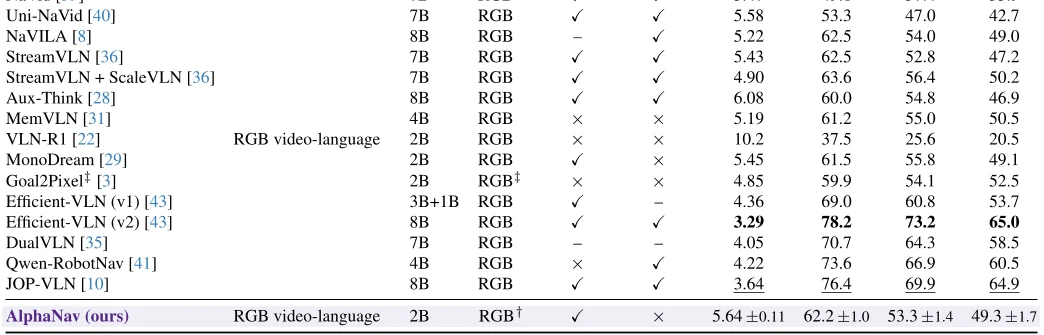 Uni-NaVid [40] 7B RGB ✓ ✓ 5.58 53.3 47.0 42.7
NaVILA [8] 8B RGB – ✓ 5.22 62.5 54.0 49.0
StreamVLN [36] 7B RGB ✓ ✓ 5.43 62.5 52.8 47.2
StreamVLN + ScaleVLN [36] 7B RGB ✓ ✓ 4.90 63.6 56.4 50.2
Aux-Think [28] 8B RGB ✓ ✓ 6.08 60.0 54.8 46.9
MemVLN [31] 4B RGB × × 5.19 61.2 55.0 50.5
VLN-R1 [22] RGB video-language 2B RGB × × 10.2 37.5 25.6 20.5
MonoDream [29] 2B RGB ✓ × 5.45 61.5 55.8 49.1
Goal2Pixel‡ [3] 2B RGB‡ × × 4.85 59.9 54.1 52.5
Efficient-VLN (v1) [43] 3B+1B RGB ✓ – 4.36 69.0 60.8 53.7
Efficient-VLN (v2) [43] 8B RGB ✓ ✓ 3.29 78.2 73.2 65.0
DualVLN [35] 7B RGB – – 4.05 70.7 64.3 58.5
Qwen-RobotNav [41] 4B RGB × ✓ 4.22 73.6 66.9 60.5
JOP-VLN [10] 8B RGB ✓ ✓ 3.64 76.4 69.9 64.9
AlphaNav (ours) RGB video-language 2B RGB† ✓ × 5.64 ±0.11 62.2 ±1.0 53.3 ±1.4 49.3 ±1.7